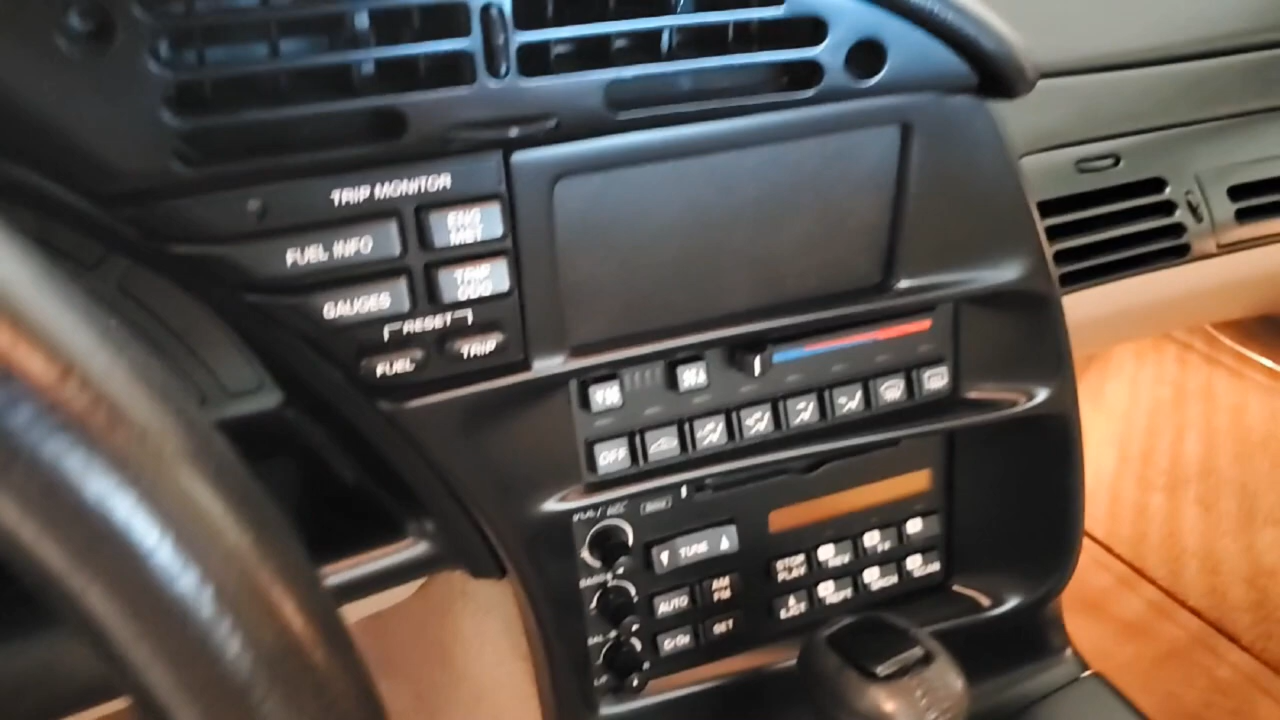 TRIP MONITOR
FUEL INFO
ENG
MET
GAUGES
TRIP
ODO
RESET
FUEL
TRIP
OFF
TUNE
AUTO
AM
FM
SET
STOP
PLAY
REV
FF
EJECT
REPT
SCAN